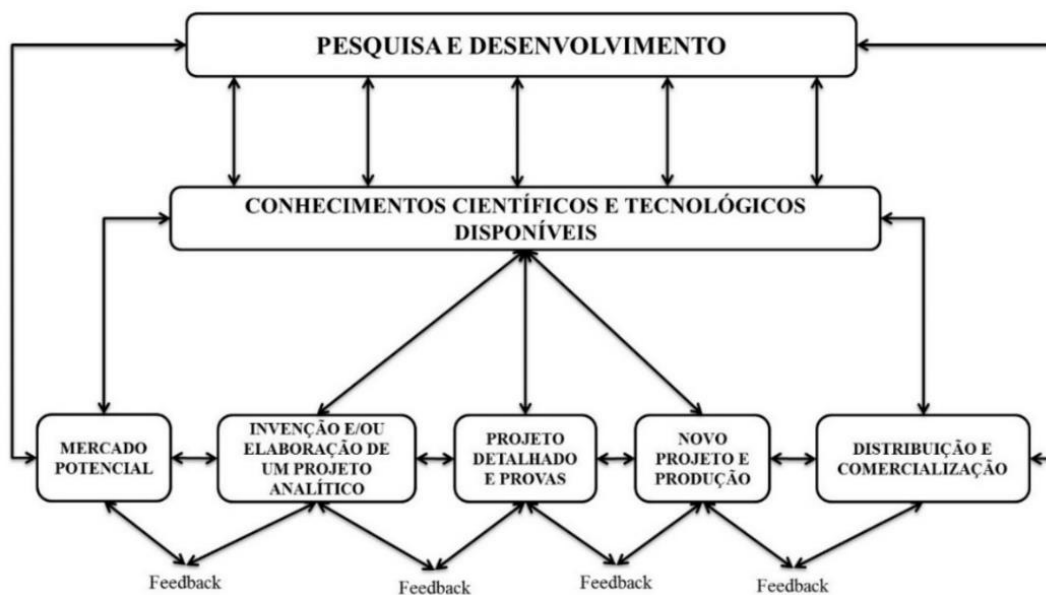 PESQUISA E DESENVOLVIMENTO
CONHECIMENTOS CIENTÍFICOS E TECNOLÓGICOS
DISPONÍVEIS
MERCADO
POTENCIAL
INVENÇÃO E/OU
ELABORAÇÃO DE
UM PROJETO
ANALÍTICO
PROJETO
DETALHADO
E PROVAS
NOVO
PROJETO E
PRODUÇÃO
DISTRIBUIÇÃO E
COMERCIALIZAÇÃO
Feedback
Feedback
Feedback
Feedback